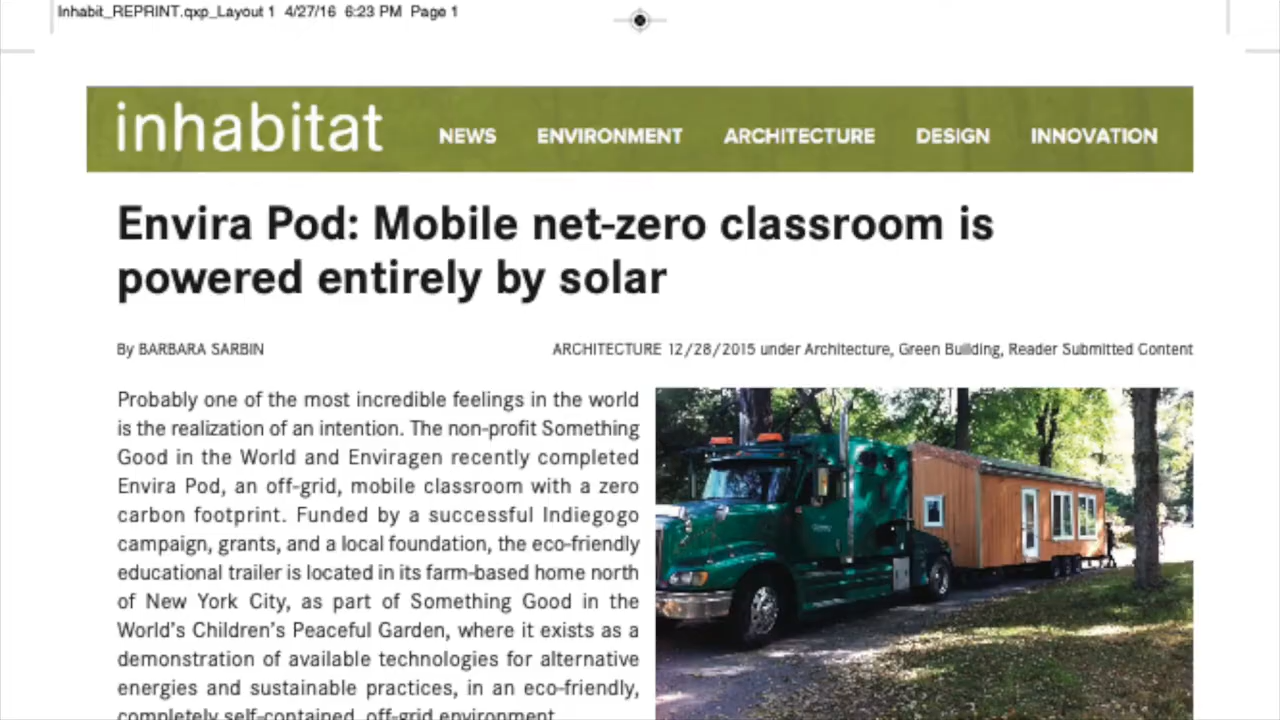 Inhabit_REPRINT.qxp_Layout 1 4/27/16 6:23 PM Page 1
inhabitat NEWS ENVIRONMENT ARCHITECTURE DESIGN INNOVATION
Envira Pod: Mobile net-zero classroom is
powered entirely by solar
By BARBARA SARBIN ARCHITECTURE 12/28/2015 under Architecture, Green Building, Reader Submitted Content
Probably one of the most incredible feelings in the world
is the realization of an intention. The non-profit Something
Good in the World and Enviragen recently completed
Envira Pod, an off-grid, mobile classroom with a zero
carbon footprint. Funded by a successful Indiegogo
campaign, grants, and a local foundation, the eco-friendly
educational trailer is located in its farm-based home north
of New York City, as part of Something Good in the
World's Children's Peaceful Garden, where it exists as a
demonstration of available technologies for alternative
energies and sustainable practices, in an eco-friendly,
completely self-contained, off-grid environment.